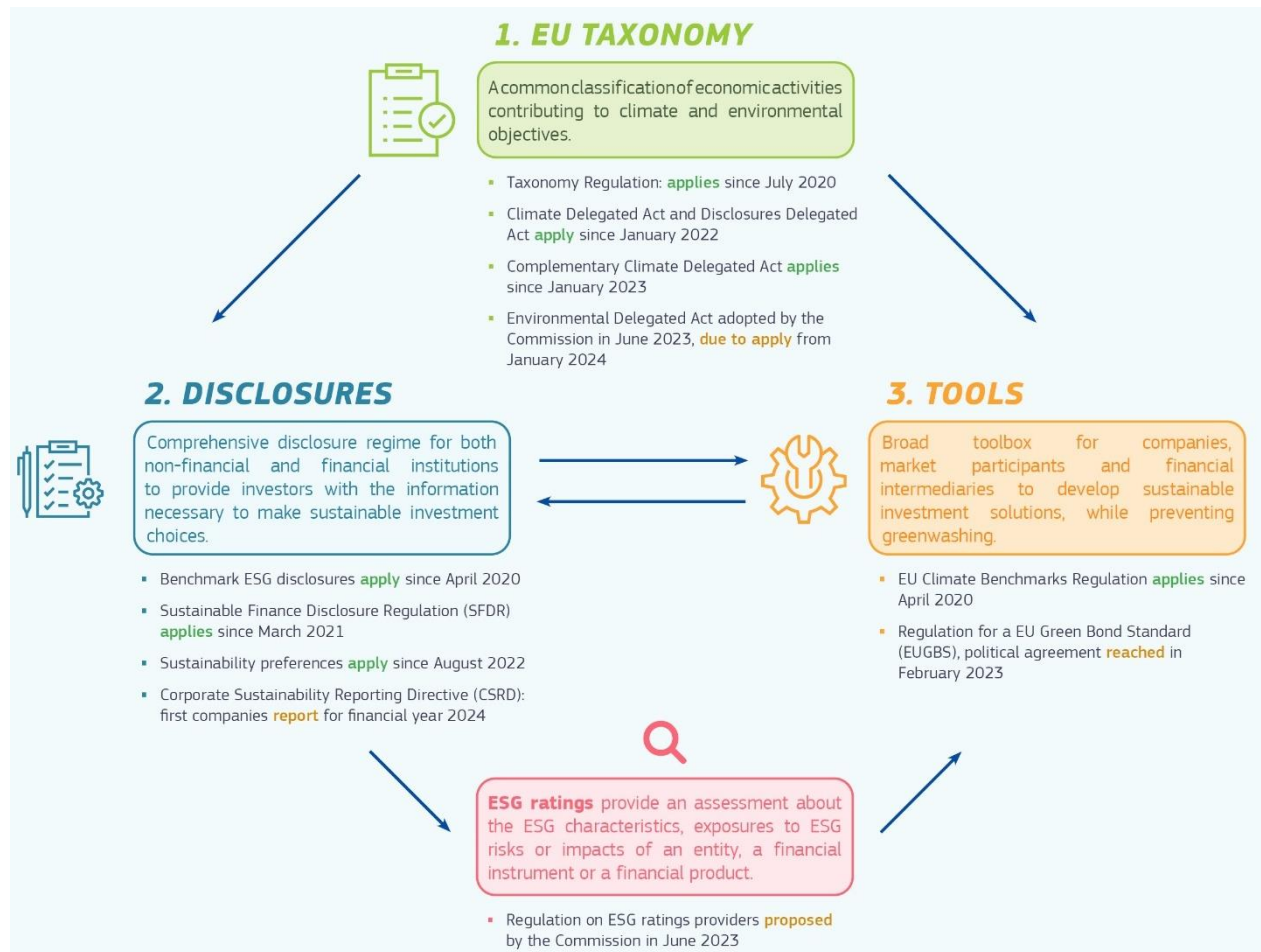 1. EU TAXONOMY
A common classification of economic activities
contributing to climate and environmental
objectives.
▪ Taxonomy Regulation: applies since July 2020
▪ Climate Delegated Act and Disclosures Delegated
Act apply since January 2022
▪ Complementary Climate Delegated Act applies
since January 2023
▪ Environmental Delegated Act adopted by the
Commission in June 2023, due to apply from
January 2024
2. DISCLOSURES
Comprehensive disclosure regime for both
non-financial and financial institutions
to provide investors with the information
necessary to make sustainable investment
choices.
▪ Benchmark ESG disclosures apply since April 2020
▪ Sustainable Finance Disclosure Regulation (SFDR)
applies since March 2021
▪ Sustainability preferences apply since August 2022
▪ Corporate Sustainability Reporting Directive (CSRD):
first companies report for financial year 2024
3. TOOLS
Broad toolbox for companies,
market participants and financial
intermediaries to develop sustainable
investment solutions, while preventing
greenwashing.
▪ EU Climate Benchmarks Regulation applies since
April 2020
▪ Regulation for a EU Green Bond Standard
(EUGBS), political agreement reached in
February 2023
ESG ratings provide an assessment about
the ESG characteristics, exposures to ESG
risks or impacts of an entity, a financial
instrument or a financial product.
▪ Regulation on ESG ratings providers proposed
by the Commission in June 2023